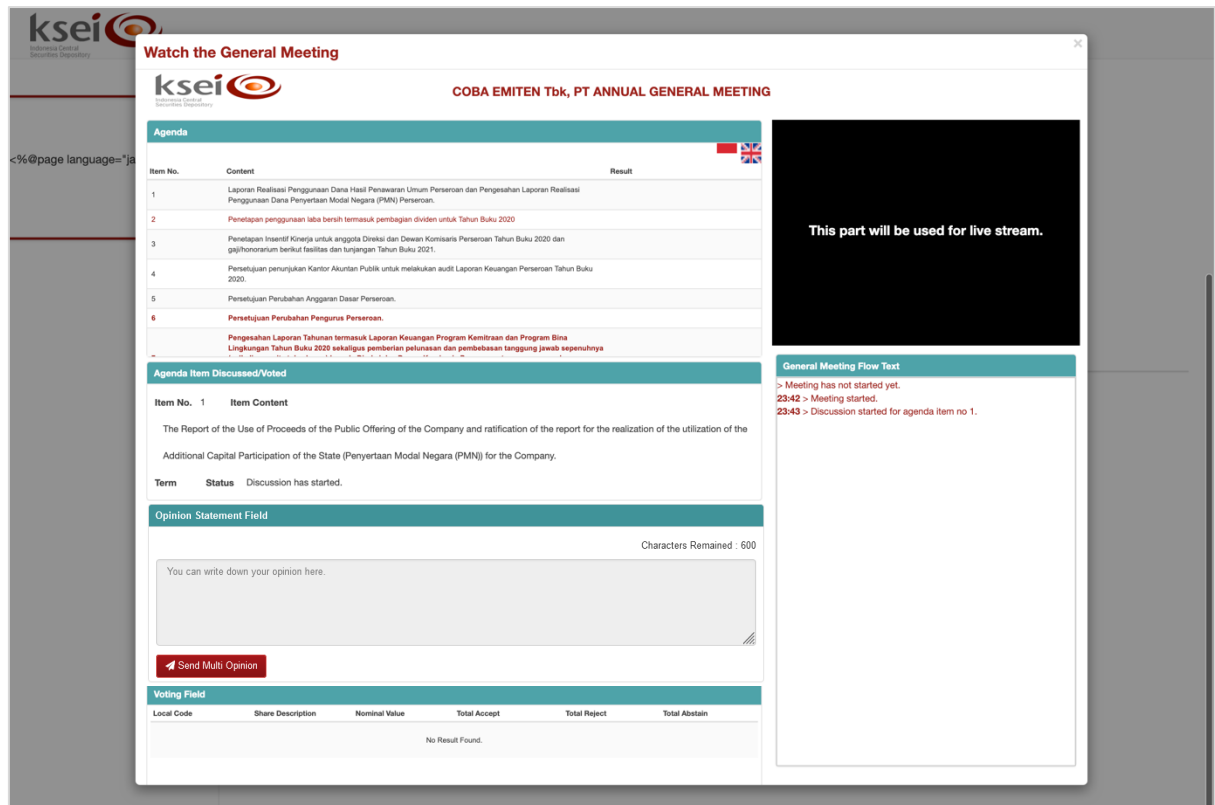 ksei
Indonesia Central
Securities Depository
<%@page language="ja
Watch the General Meeting
×
ksei
Indonesia Central
Securities Depository
COBA EMITEN Tbk, PT ANNUAL GENERAL MEETING
Agenda
Item No. Content Result
1 Laporan Realisasi Penggunaan Dana Hasil Penawaran Umum Perseroan dan Pengesahan Laporan Realisasi
Penggunaan Dana Penyertaan Modal Negara (PMN) Perseroan.
2 Penetapan penggunaan laba bersih termasuk pembagian dividen untuk Tahun Buku 2020
3 Penetapan Insentif Kinerja untuk anggota Direksi dan Dewan Komisaris Perseroan Tahun Buku 2020 dan
gaji/honorarium berikut fasilitas dan tunjangan Tahun Buku 2021.
4 Persetujuan penunjukan Kantor Akuntan Publik untuk melakukan audit Laporan Keuangan Perseroan Tahun Buku
2020.
5 Persetujuan Perubahan Anggaran Dasar Perseroan.
6 Persetujuan Perubahan Pengurus Perseroan.
Pengesahan Laporan Tahunan termasuk Laporan Keuangan Program Kemitraan dan Program Bina
Lingkungan Tahun Buku 2020 sekaligus pemberian pelunasan dan pembebasan tanggung jawab sepenuhnya
Agenda Item Discussed/Voted
Item No. 1 Item Content
The Report of the Use of Proceeds of the Public Offering of the Company and ratification of the report for the realization of the utilization of the
Additional Capital Participation of the State (Penyertaan Modal Negara (PMN)) for the Company.
Term Status Discussion has started.
Opinion Statement Field
Characters Remained : 600
You can write down your opinion here.
Send Multi Opinion
Voting Field
Local Code Share Description Nominal Value Total Accept Total Reject Total Abstain
No Result Found.
This part will be used for live stream.
General Meeting Flow Text
> Meeting has not started yet.
23:42 > Meeting started.
23:43 > Discussion started for agenda item no 1.